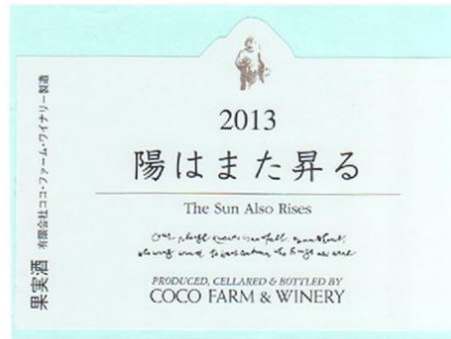 2013
陽はまた昇る
The Sun Also Rises
PRODUCED, CELLARED & BOTTLED BY
COCO FARM & WINERY
果実酒 有限会社ココ・ファーム・ワイナリー製酒